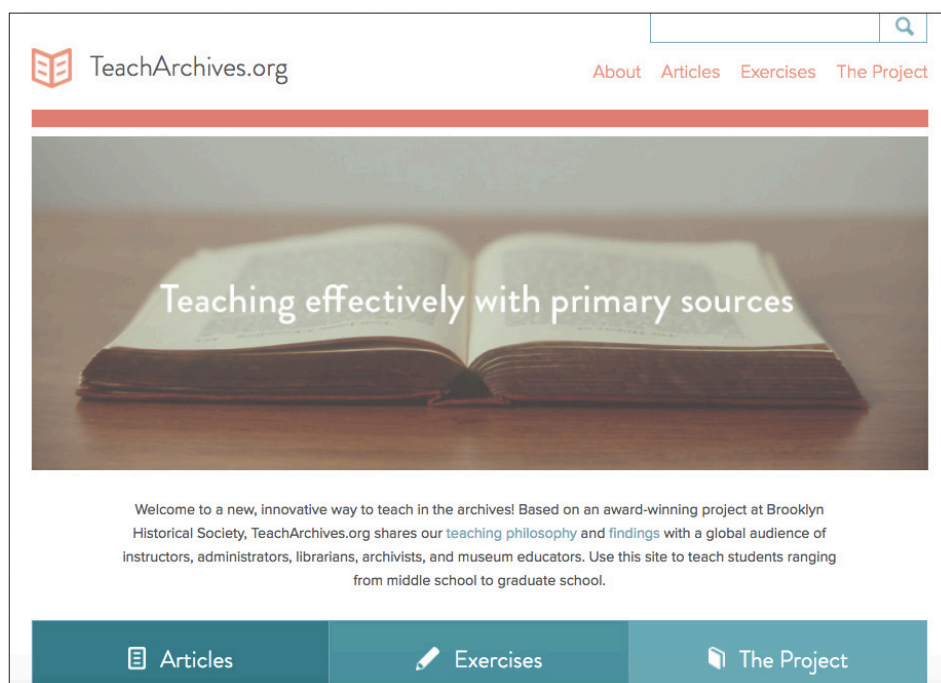 TeachArchives.org
About Articles Exercises The Project
Teaching effectively with primary sources
Welcome to a new, innovative way to teach in the archives! Based on an award-winning project at Brooklyn
Historical Society, TeachArchives.org shares our teaching philosophy and findings with a global audience of
instructors, administrators, librarians, archivists, and museum educators. Use this site to teach students ranging
from middle school to graduate school.
Articles Exercises The Project